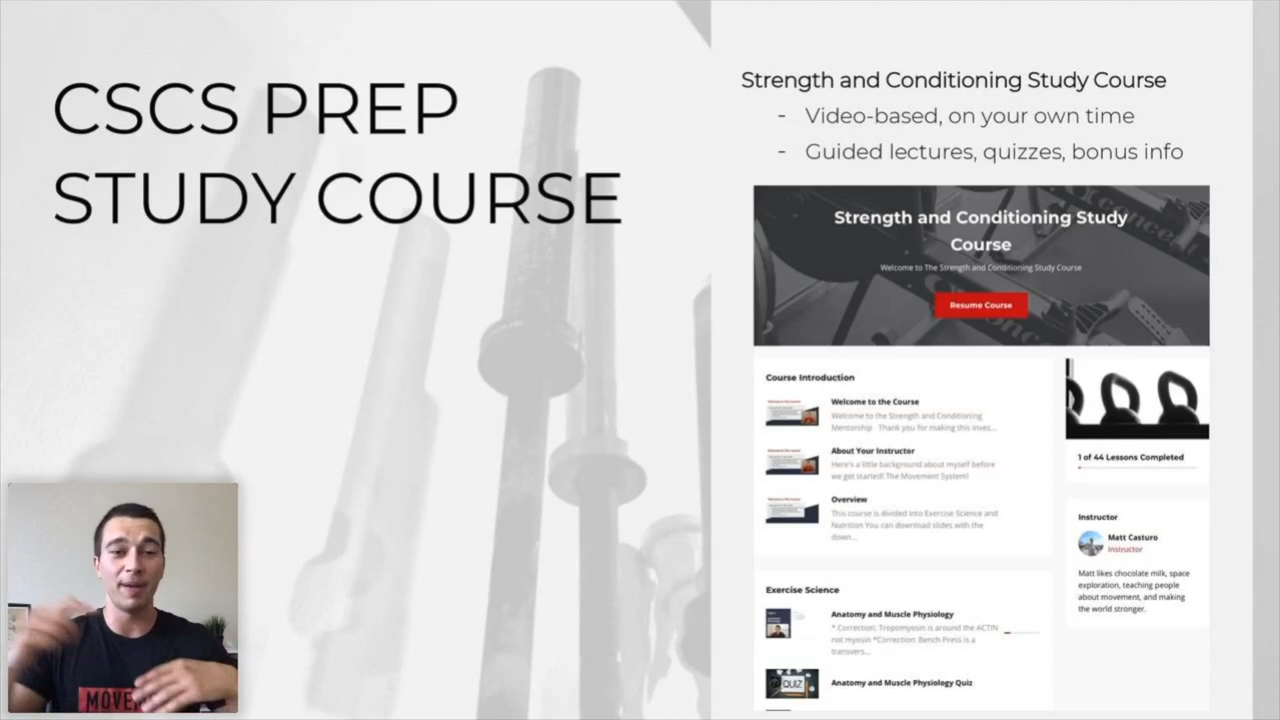 CSCS PREP
STUDY COURSE
Strength and Conditioning Study Course
- Video-based, on your own time
- Guided lectures, quizzes, bonus info
Strength and Conditioning Study
Course
Welcome to The Strength and Conditioning Study Course
Resume Course
Course Introduction
Welcome to the Course
Welcome to the Strength and Conditioning
Mentorship Thank you for making this inves...
About Your Instructor
Here's a little background about myself before
we get started! The Movement System!
Overview
This course is divided into Exercise Science and
Nutrition You can download slides with the
down...
Exercise Science
Anatomy and Muscle Physiology
* Correction: Tropomyosin is around the ACTIN
not myosin *Correction: Bench Press is a
transvers...
QUIZ
Anatomy and Muscle Physiology Quiz
1 of 44 Lessons Completed
Instructor
Matt Casturo
Instructor
Matt likes chocolate milk, space
exploration, teaching people
about movement, and making
the world stronger.